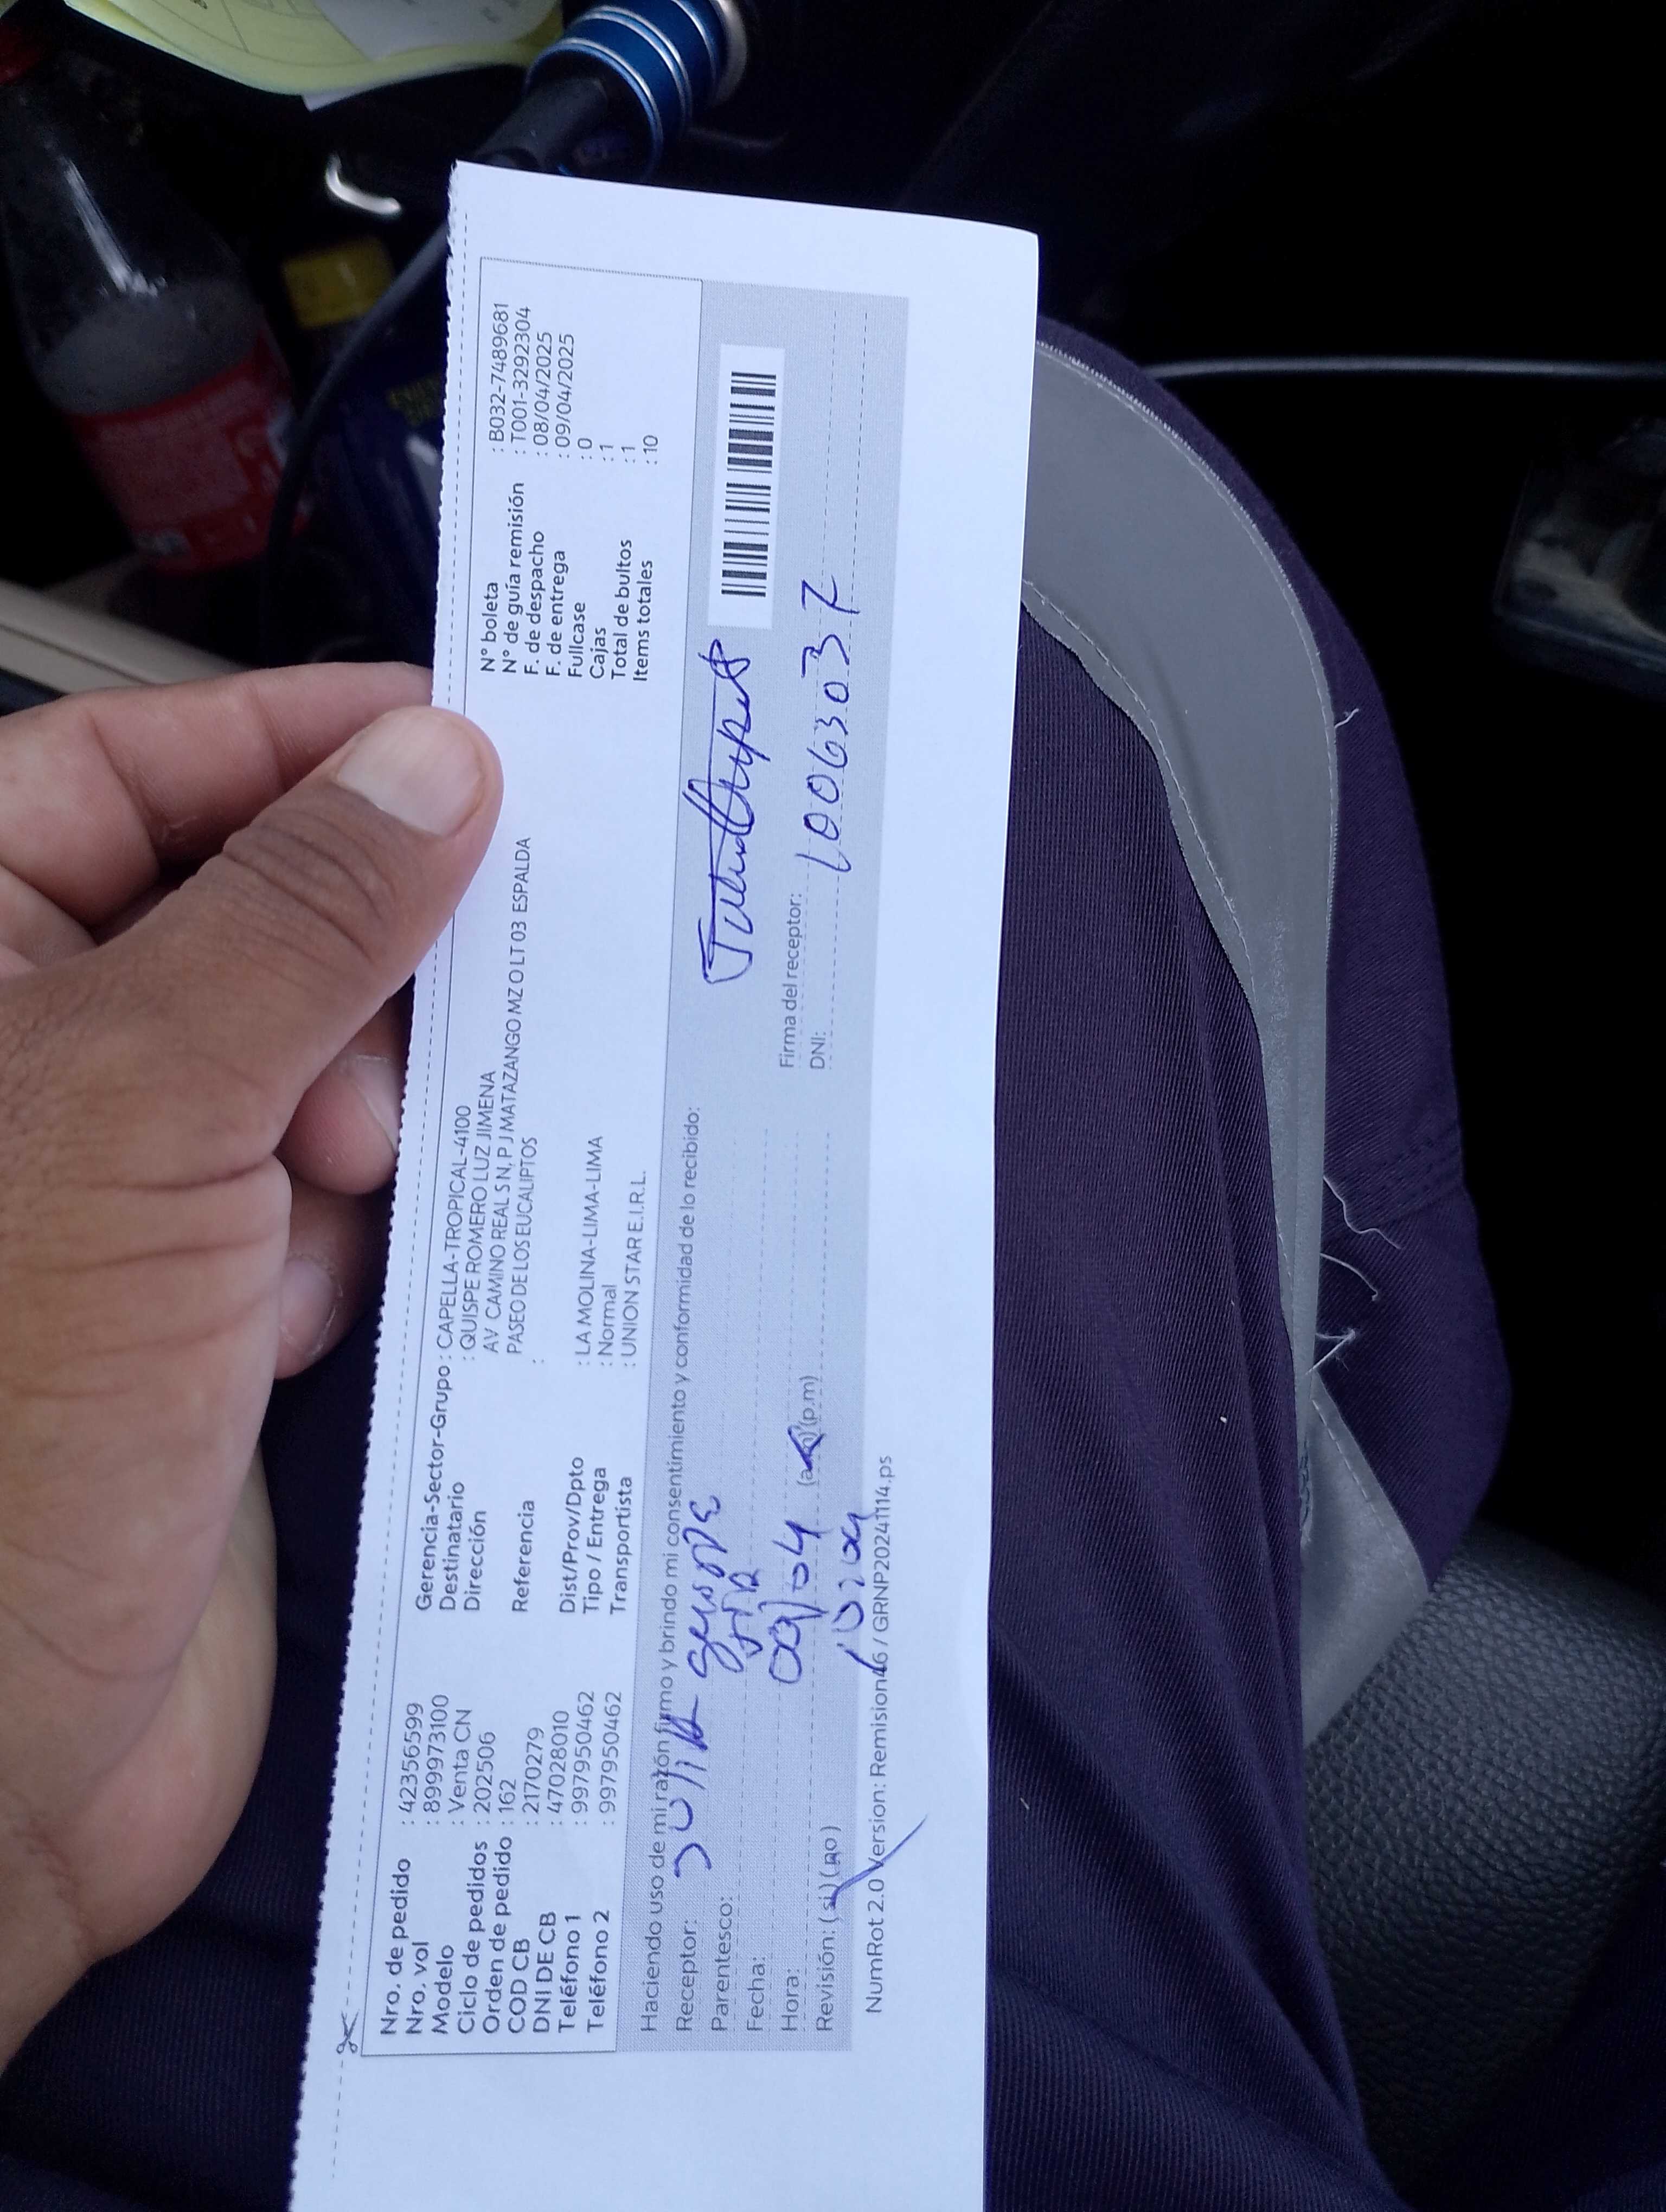 Nro. de pedido : 42356599
Nro. vol : 899973100
Modelo : Venta CN
Ciclo de pedidos : 202506
Orden de pedido : 162
COD CB : 2170279
DNI DE CB : 47028010
Teléfono 1 : 997950462
Teléfono 2 : 997950462
Gerencia-Sector-Grupo : CAPELLA-TROPICAL-4100
Destinatario : QUISPE ROMERO LUZ JIMENA
Dirección AV CAMINO REAL S N, P J MATAZANGO MZ O LT 03 ESPALDA
PASEO DE LOS EUCALIPTOS
Referencia :
Dist/Prov/Dpto : LA MOLINA-LIMA-LIMA
Tipo / Entrega : Normal
Transportista : UNION STAR E.I.R.L.
N° boleta : B032-7489681
N° de guía remisión : T001-3292304
F. de despacho : 08/04/2025
F. de entrega : 09/04/2025
Fullcase : 0
Cajas : 1
Total de bultos : 1
Items totales : 10
Haciendo uso de mi razón firmo y brindo mi consentimiento y conformidad de lo recibido:
Receptor: Julia
Parentesco:
Fecha: 09/04
Hora: (a.m)(p.m)
Revisión: (si) (no)
Firma del receptor:
DNI: 10063037
NumRot 2.0 Version: Remision46 / GRNP20241114.ps